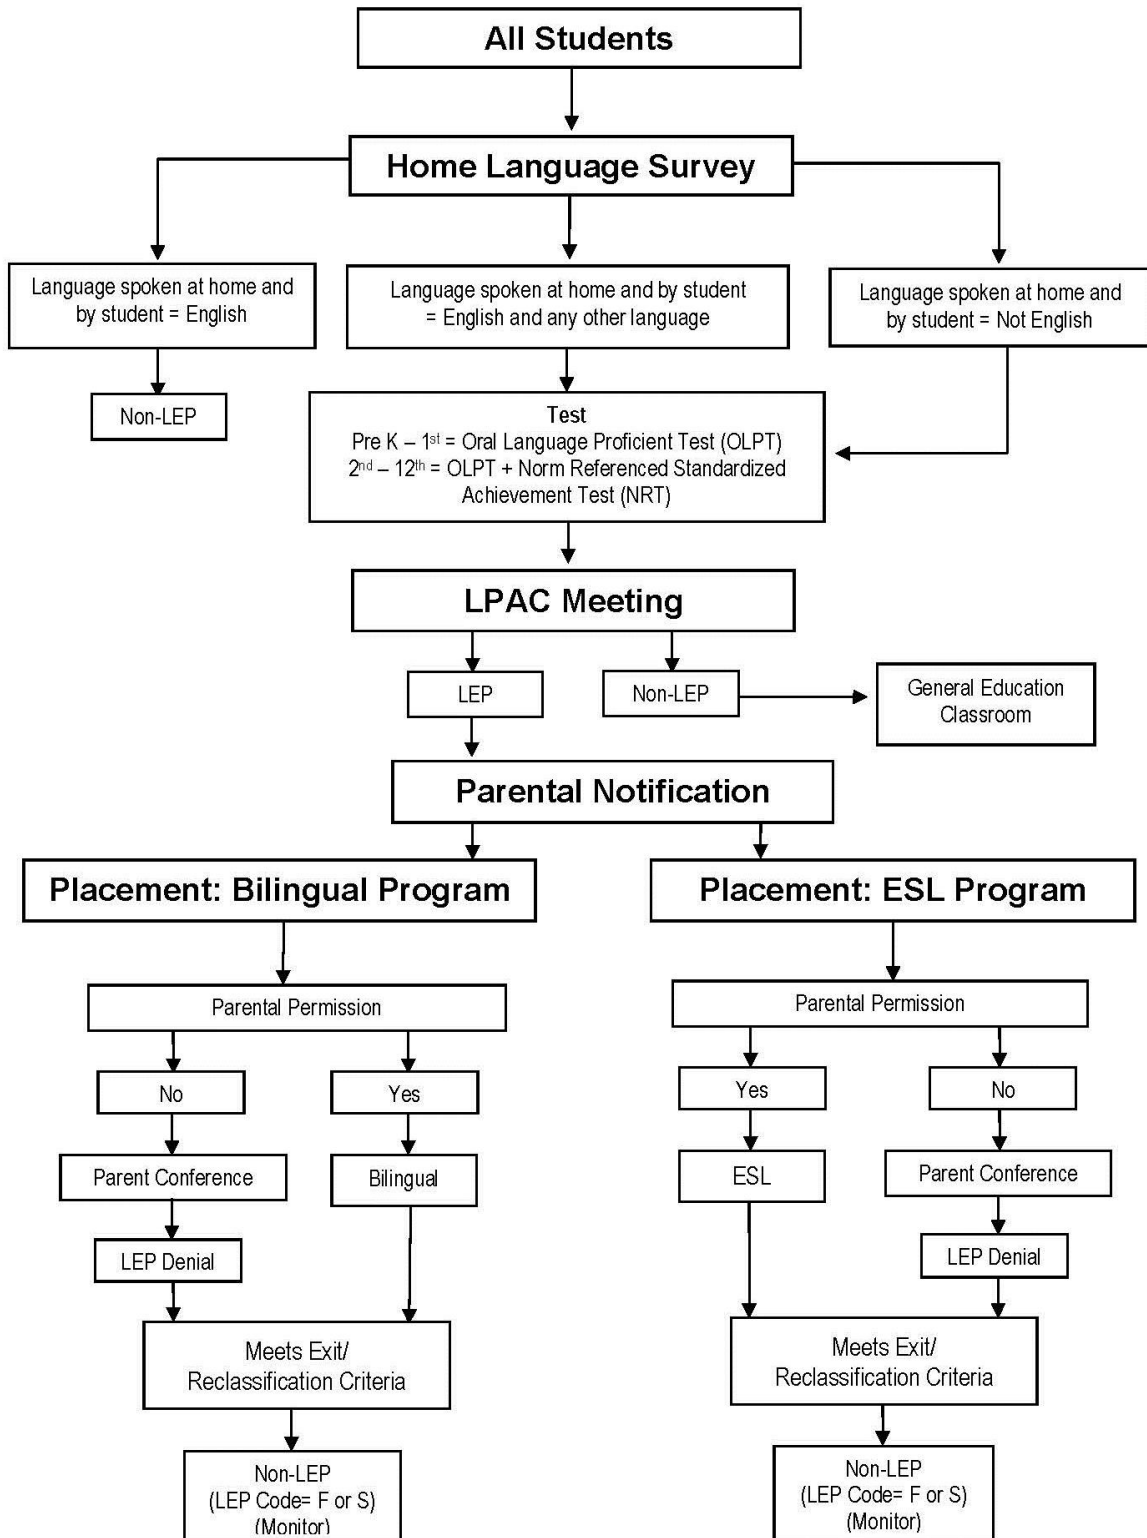 All Students
Home Language Survey
Language spoken at home and
by student = English
Language spoken at home and by student
= English and any other language
Language spoken at home and
by student = Not English
Non-LEP
Test
Pre K – 1st = Oral Language Proficient Test (OLPT)
2nd – 12th = OLPT + Norm Referenced Standardized
Achievement Test (NRT)
LPAC Meeting
LEP
Non-LEP
General Education
Classroom
Parental Notification
Placement: Bilingual Program
Placement: ESL Program
Parental Permission
Parental Permission
No
Yes
Yes
No
Parent Conference
Bilingual
ESL
Parent Conference
LEP Denial
LEP Denial
Meets Exit/
Reclassification Criteria
Meets Exit/
Reclassification Criteria
Non-LEP
(LEP Code= F or S)
(Monitor)
Non-LEP
(LEP Code= F or S)
(Monitor)